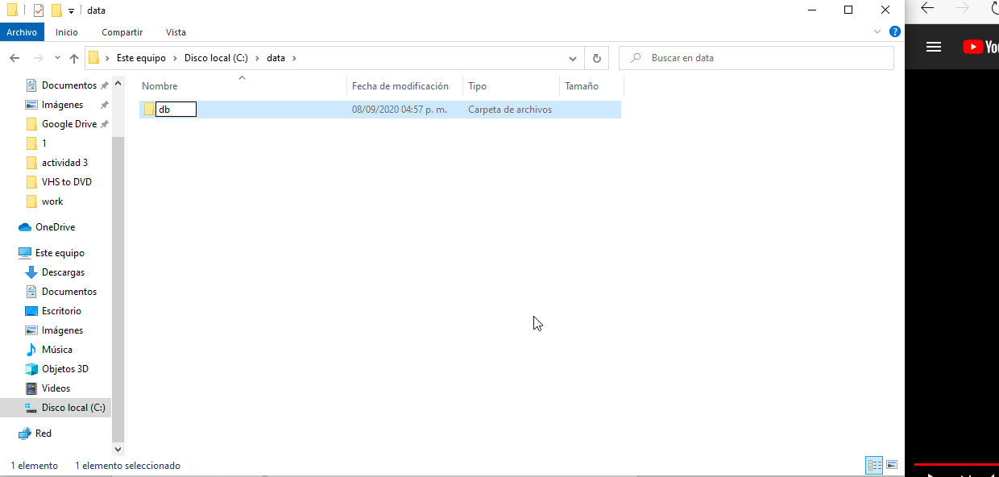 data
Archivo Inicio Compartir Vista
Este equipo Disco local (C:) data Buscar en data
Nombre Fecha de modificación Tipo Tamaño
db 08/09/2020 04:57 p. m. Carpeta de archivos
Documentos
Imágenes
Google Drive
1
actividad 3
VHS to DVD
work
OneDrive
Este equipo
Descargas
Documentos
Escritorio
Imágenes
Música
Objetos 3D
Videos
Disco local (C:)
Red
1 elemento 1 elemento seleccionado